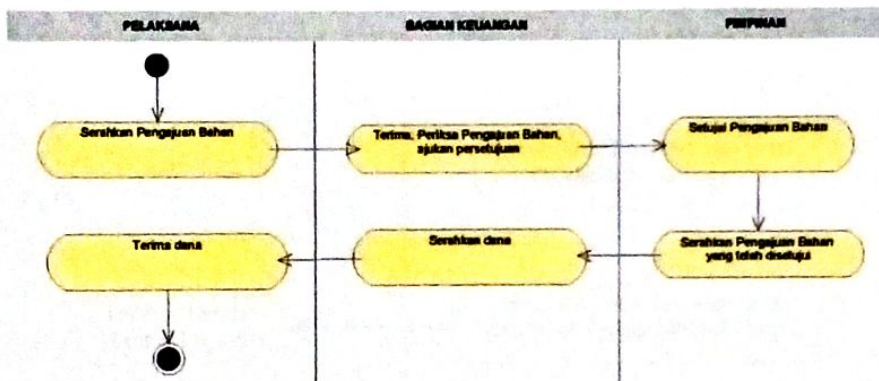 PELAKSANA
BAGIAN KEUANGAN
PIMPINAN
Serahkan Pengajuan Bahan
Terima, Periksa Pengajuan Bahan,
ajukan persetujuan
Setujui Pengajuan Bahan
Terima dana
Serahkan dana
Serahkan Pengajuan Bahan
yang telah disetujui